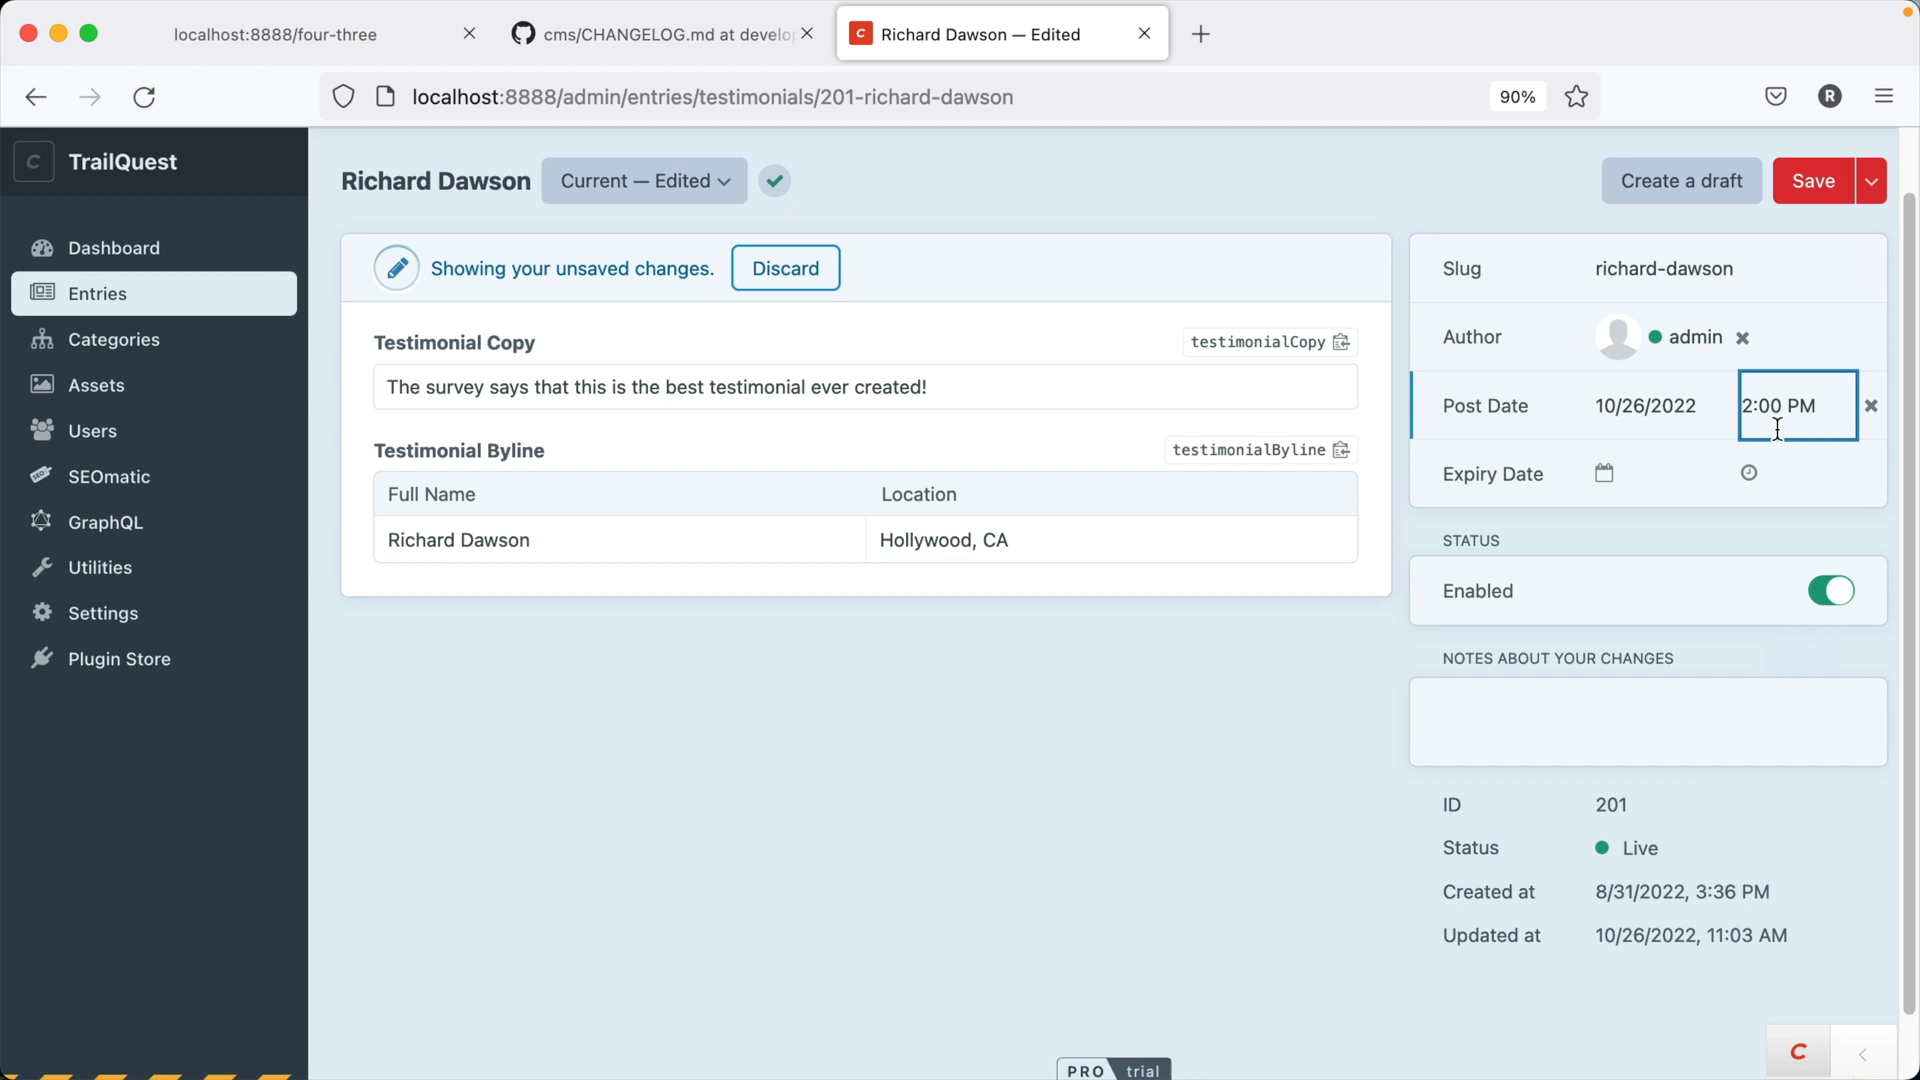 localhost:8888/four-three
cms/CHANGELOG.md at develop
Richard Dawson — Edited
localhost:8888/admin/entries/testimonials/201-richard-dawson
90%
R
C
TrailQuest
Richard Dawson
Current — Edited
Create a draft
Save
Dashboard
Entries
Categories
Assets
Users
SEOmatic
GraphQL
Utilities
Settings
Plugin Store
Showing your unsaved changes.
Discard
Testimonial Copy
testimonialCopy
The survey says that this is the best testimonial ever created!
Testimonial Byline
testimonialByline
Full Name
Location
Richard Dawson
Hollywood, CA
Slug
richard-dawson
Author
admin
Post Date
10/26/2022
2:00 PM
Expiry Date
STATUS
Enabled
NOTES ABOUT YOUR CHANGES
ID
201
Status
Live
Created at
8/31/2022, 3:36 PM
Updated at
10/26/2022, 11:03 AM
PRO
trial
C